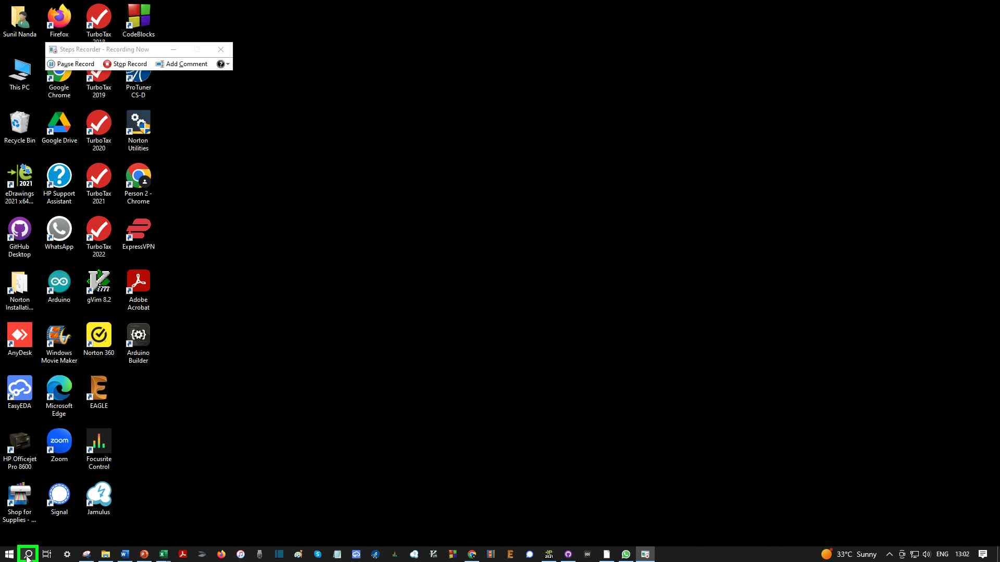 Sunil Nanda
Firefox
TurboTax
2018
CodeBlocks
Steps Recorder - Recording Now
Pause Record
Stop Record
Add Comment
?
This PC
Google
Chrome
TurboTax
2019
ProTuner
CS-D
Recycle Bin
Google Drive
TurboTax
2020
Norton
Utilities
2021
eDrawings
2021 x64...
HP Support
Assistant
TurboTax
2021
Person 2 -
Chrome
GitHub
Desktop
WhatsApp
TurboTax
2022
ExpressVPN
Norton
Installati...
Arduino
Vim
gVim 8.2
Adobe
Acrobat
AnyDesk
Windows
Movie Maker
Norton 360
Arduino
Builder
EasyEDA
Microsoft
Edge
EAGLE
HP Officejet
Pro 8600
zoom
Zoom
Focusrite
Control
Shop for
Supplies - ...
Signal
Jamulus
33°C Sunny
ENG
13:02